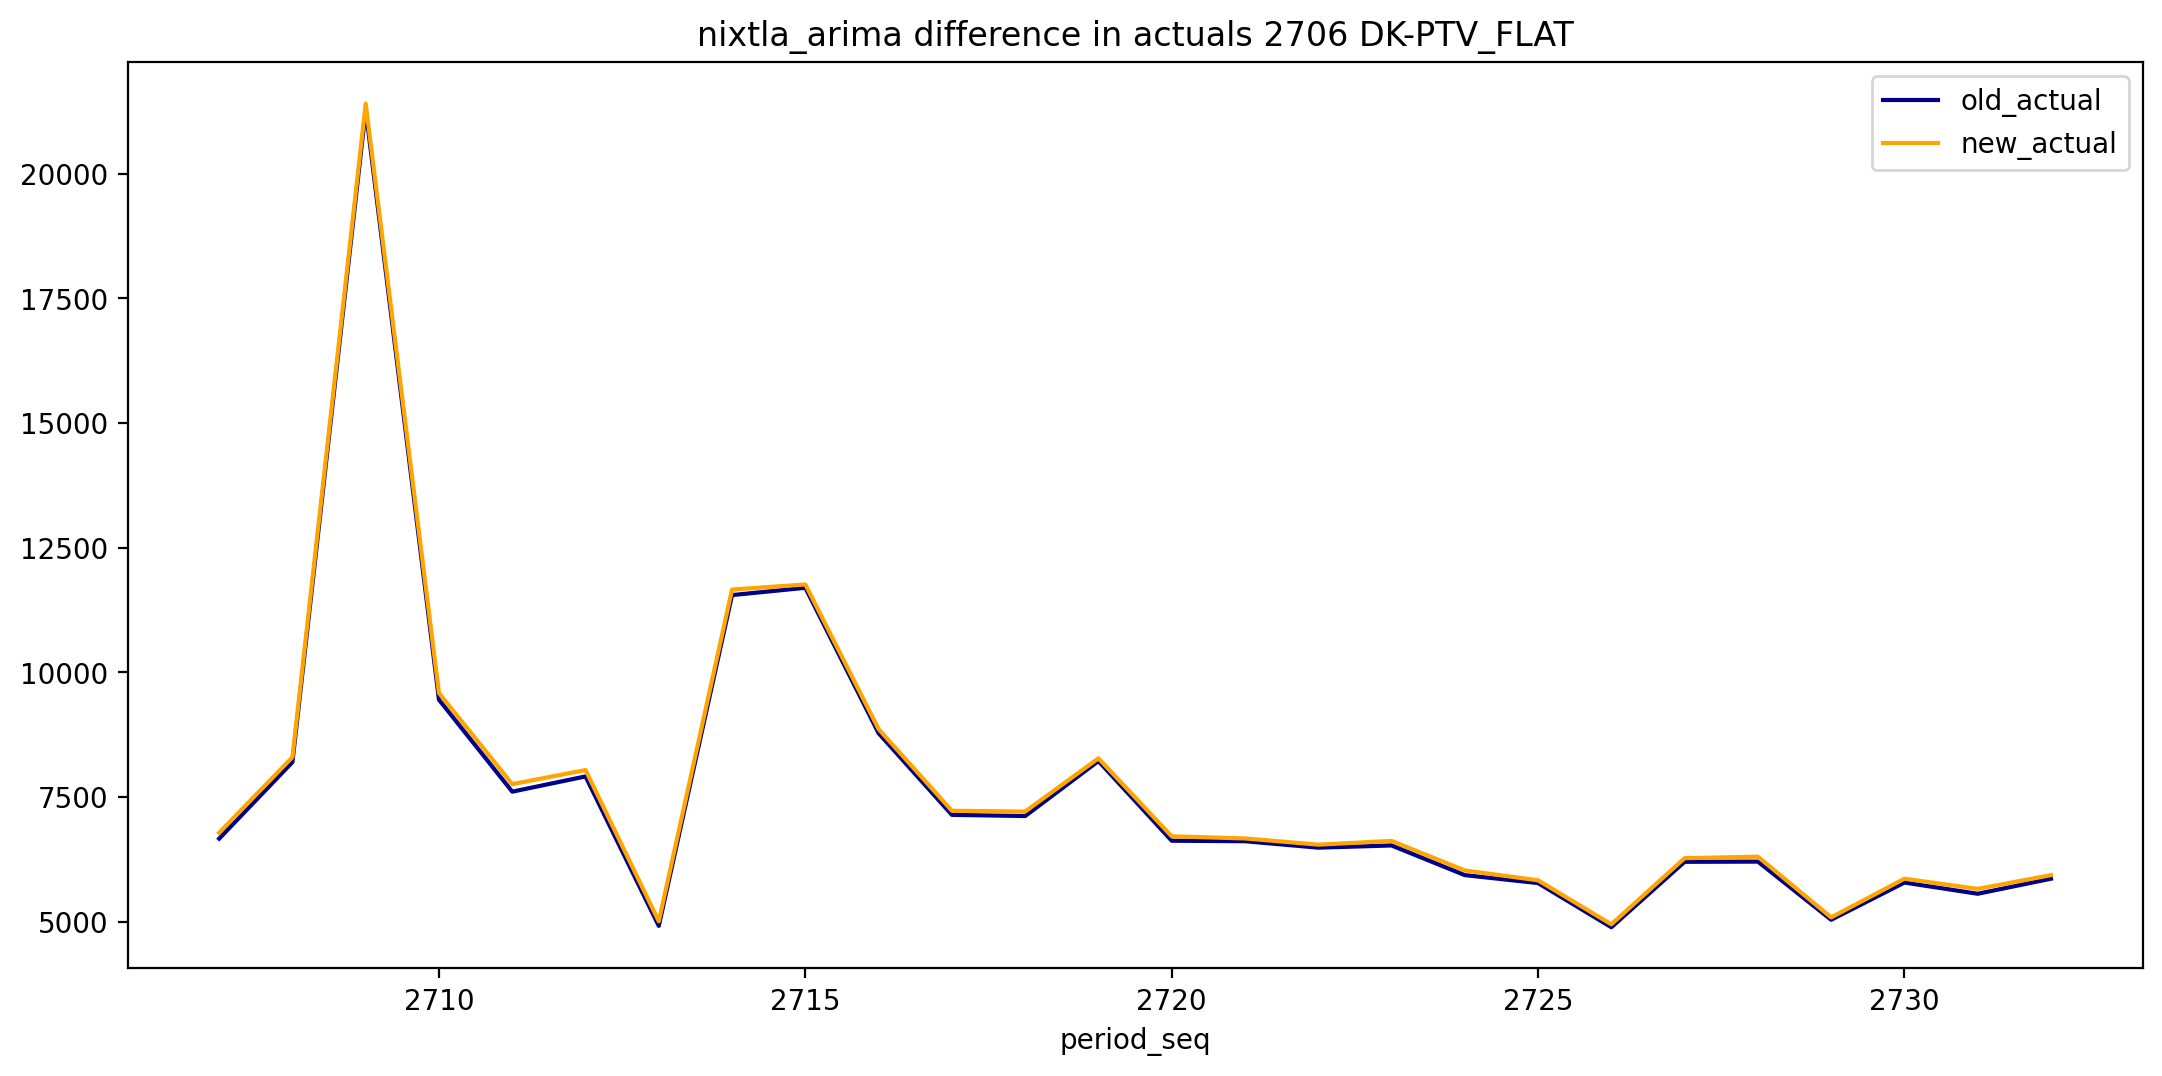 nixtla_arima difference in actuals 2706 DK-PTV_FLAT
old_actual
new_actual
20000
17500
15000
12500
10000
7500
5000
2710 2715 2720 2725 2730
period_seq